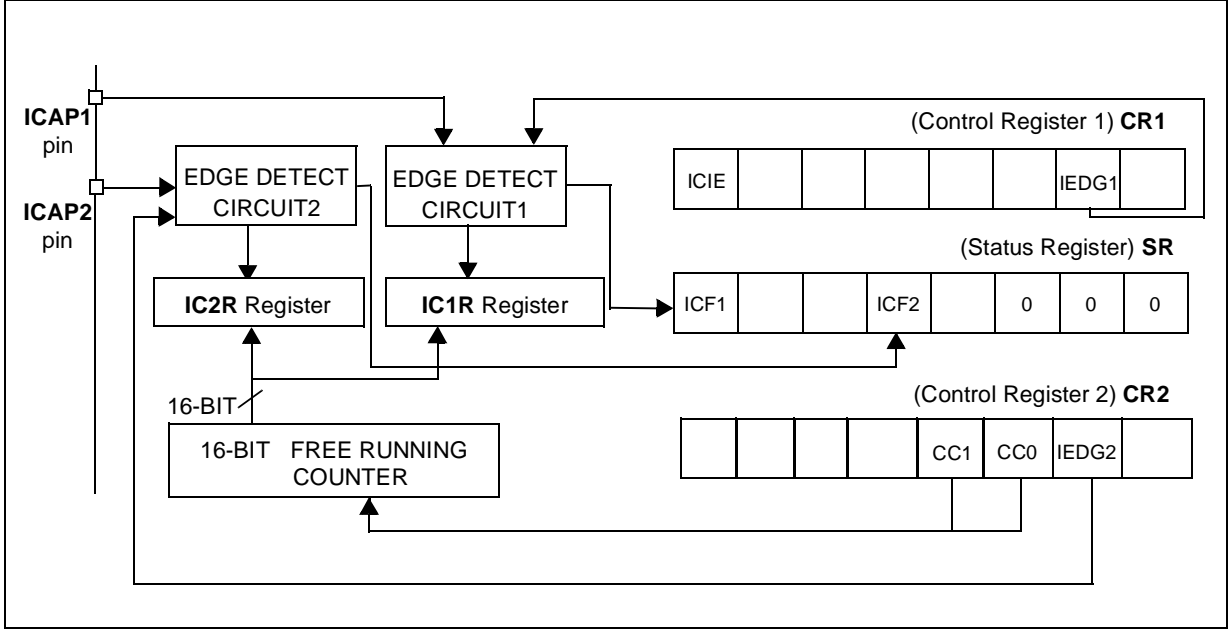 ICAP1
pin
ICAP2
pin
EDGE DETECT
CIRCUIT2
EDGE DETECT
CIRCUIT1
IC2R Register
IC1R Register
16-BIT
16-BIT FREE RUNNING
COUNTER
(Control Register 1) CR1
ICIE IEDG1
(Status Register) SR
ICF1 ICF2 0 0 0
(Control Register 2) CR2
CC1 CC0 IEDG2